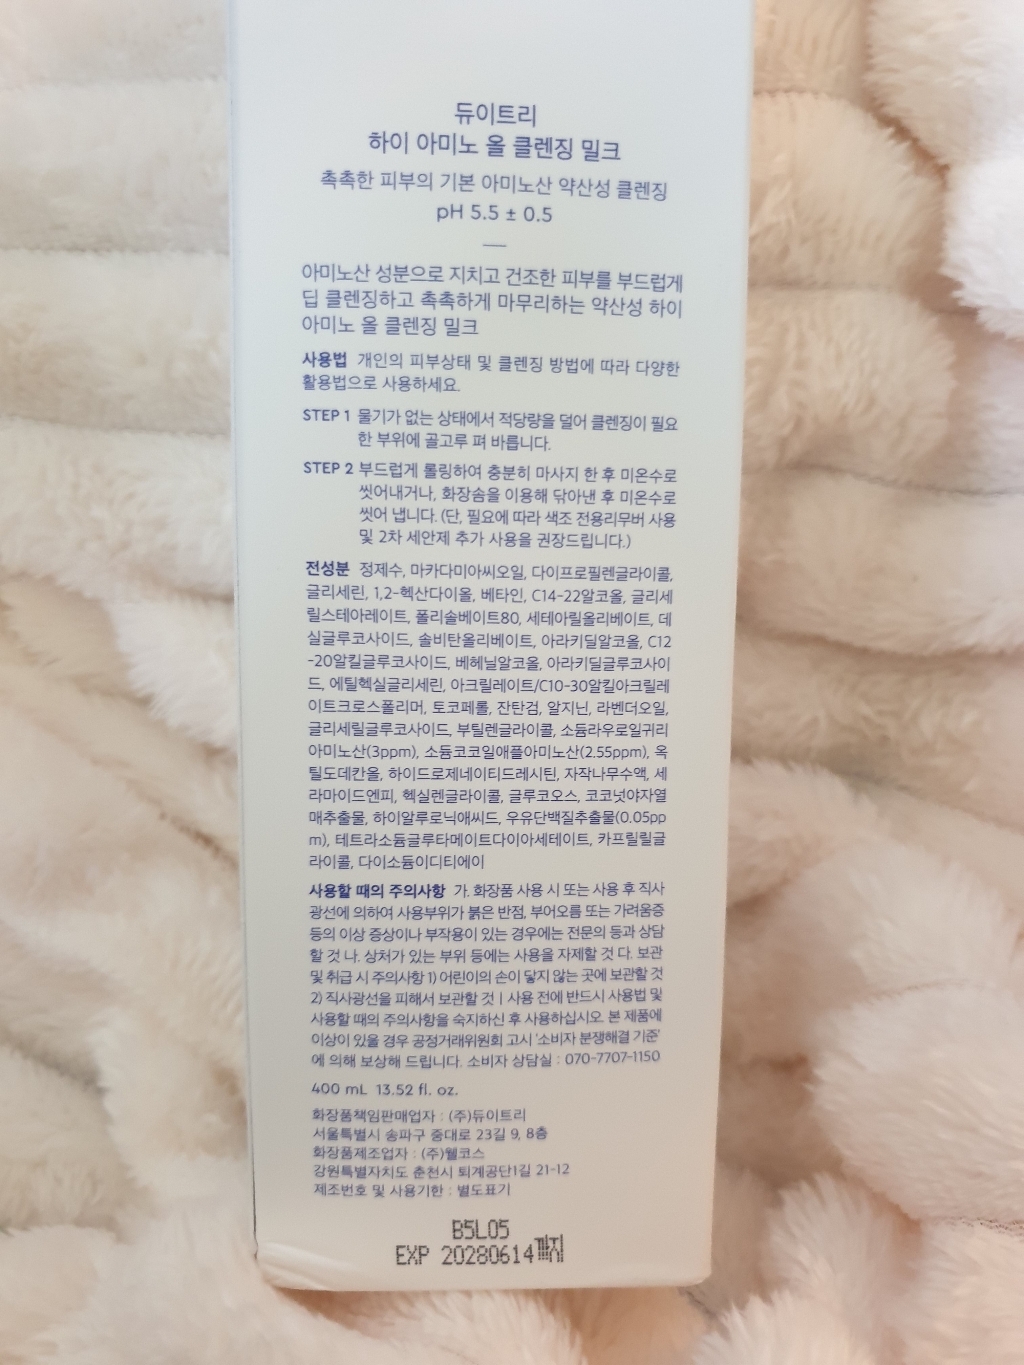 듀이트리
하이 아미노 올 클렌징 밀크
촉촉한 피부의 기본 아미노산 약산성 클렌징
pH 5.5 ± 0.5
아미노산 성분으로 지치고 건조한 피부를 부드럽게
딥 클렌징하고 촉촉하게 마무리하는 약산성 하이
아미노 올 클렌징 밀크
사용법 개인의 피부상태 및 클렌징 방법에 따라 다양한
활용법으로 사용하세요.
STEP 1 물기가 없는 상태에서 적당량을 덜어 클렌징이 필요
한 부위에 골고루 펴 바릅니다.
STEP 2 부드럽게 롤링하여 충분히 마사지 한 후 미온수로
씻어내거나, 화장솜을 이용해 닦아낸 후 미온수로
씻어 냅니다. (단, 필요에 따라 색조 전용리무버 사용
및 2차 세안제 추가 사용을 권장드립니다.)
전성분 정제수, 마카다미아씨오일, 다이프로필렌글라이콜,
글리세린, 1,2-헥산다이올, 베타인, C14-22알코올, 글리세
릴스테아레이트, 폴리솔베이트80, 세테아릴올리베이트, 데
실글루코사이드, 솔비탄올리베이트, 아라키딜알코올, C12
-20알킬글루코사이드, 베헤닐알코올, 아라키딜글루코사이
드, 에틸헥실글리세린, 아크릴레이트/C10-30알킬아크릴레
이트크로스폴리머, 토코페롤, 잔탄검, 알지닌, 라벤더오일,
글리세릴글루코사이드, 부틸렌글라이콜, 소듐라우로일귀리
아미노산(3ppm), 소듐코코일애플아미노산(2.55ppm), 옥
틸도데칸올, 하이드로제네이티드레시틴, 자작나무수액, 세
라마이드엔피, 헥실렌글라이콜, 글루코오스, 코코넛야자열
매추출물, 하이알루로닉애씨드, 우유단백질추출물(0.05pp
m), 테트라소듐글루타메이트다이아세테이트, 카프릴릴글
라이콜, 다이소듐이디티에이
사용할 때의 주의사항 가. 화장품 사용 시 또는 사용 후 직사
광선에 의하여 사용부위가 붉은 반점, 부어오름 또는 가려움증
등의 이상 증상이나 부작용이 있는 경우에는 전문의 등과 상담
할 것 나. 상처가 있는 부위 등에는 사용을 자제할 것 다. 보관
및 취급 시 주의사항 1) 어린이의 손이 닿지 않는 곳에 보관할 것
2) 직사광선을 피해서 보관할 것 | 사용 전에 반드시 사용법 및
사용할 때의 주의사항을 숙지하신 후 사용하십시오. 본 제품에
이상이 있을 경우 공정거래위원회 고시 '소비자 분쟁해결 기준'
에 의해 보상해 드립니다. 소비자 상담실 : 070-7707-1150
400 mL 13.52 fl. oz.
화장품책임판매업자 : (주)듀이트리
서울특별시 송파구 중대로 23길 9, 8층
화장품제조업자 : (주)웰코스
강원특별자치도 춘천시 퇴계공단1길 21-12
제조번호 및 사용기한 : 별도표기
B5L05
EXP 20280614까지